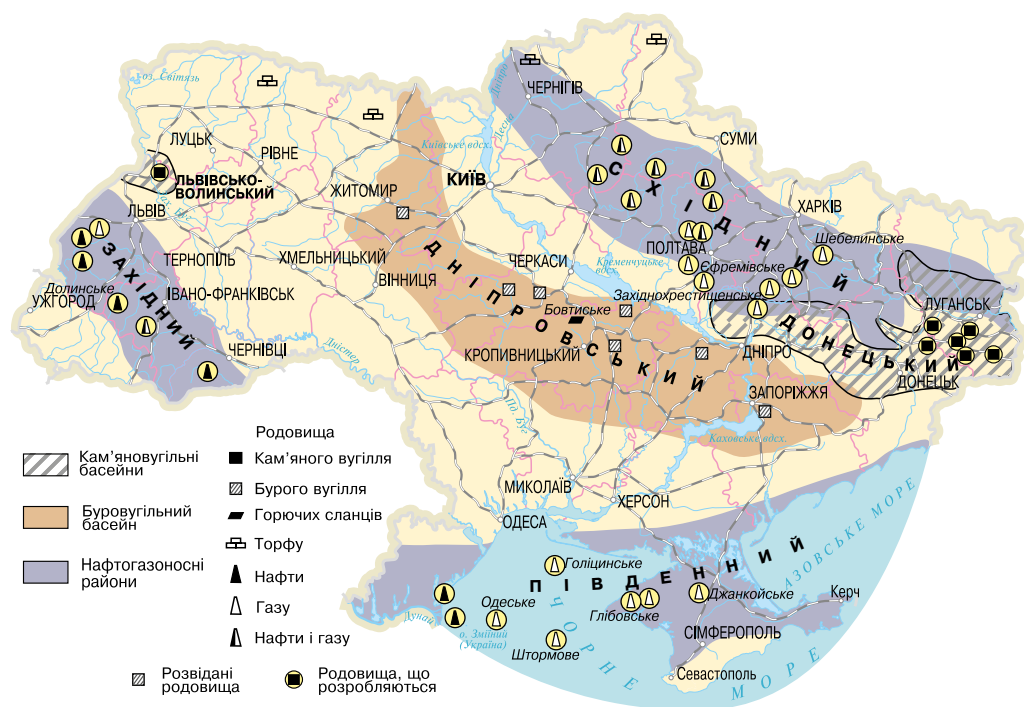 оз. Світязь
Дніпро
ЧЕРНІГІВ
Десна
ЛУЦЬК
РІВНЕ
Київське вдсх.
СУМИ
ЛЬВІВСЬКО-
ВОЛИНСЬКИЙ
ЖИТОМИР
КИЇВ
СХІДНИЙ
ХАРКІВ
ЛЬВІВ
Шебелинське
ПОЛТАВА
ТЕРНОПІЛЬ
ХМЕЛЬНИЦЬКИЙ
ЧЕРКАСИ
Кременчуцьке
вдсх.
Єфремівське
ЗАХІДНИЙ
ВІННИЦЯ
ДНІПРОВСЬКИЙ
Долинське
УЖГОРОД
ІВАНО-ФРАНКІВСЬК
Західнохрестищенське
Бовтиське
ЛУГАНСЬК
ДОНЕЦЬКИЙ
ЧЕРНІВЦІ
Дністер
КРОПИВНИЦЬКИЙ
ДНІПРО
ДОНЕЦЬК
ЗАПОРІЖЖЯ
Пд. Буг
Каховське вдсх.
МИКОЛАЇВ
ХЕРСОН
ОДЕСА
АЗОВСЬКЕ МОРЕ
ПІВДЕННИЙ
Голіцинське
Джанкойське
Керч
Одеське
Глібовське
Дунай
о. Зміїний
(Україна)
Штормове
СІМФЕРОПОЛЬ
Севастополь
ЧОРНЕ МОРЕ
Родовища
Кам'яновугільні
басейни
Буровугільний
басейн
Нафтогазоносні
райони
Кам'яного вугілля
Бурого вугілля
Горючих сланців
Торфу
Нафти
Газу
Нафти і газу
Розвідані
родовища
Родовища, що
розробляються